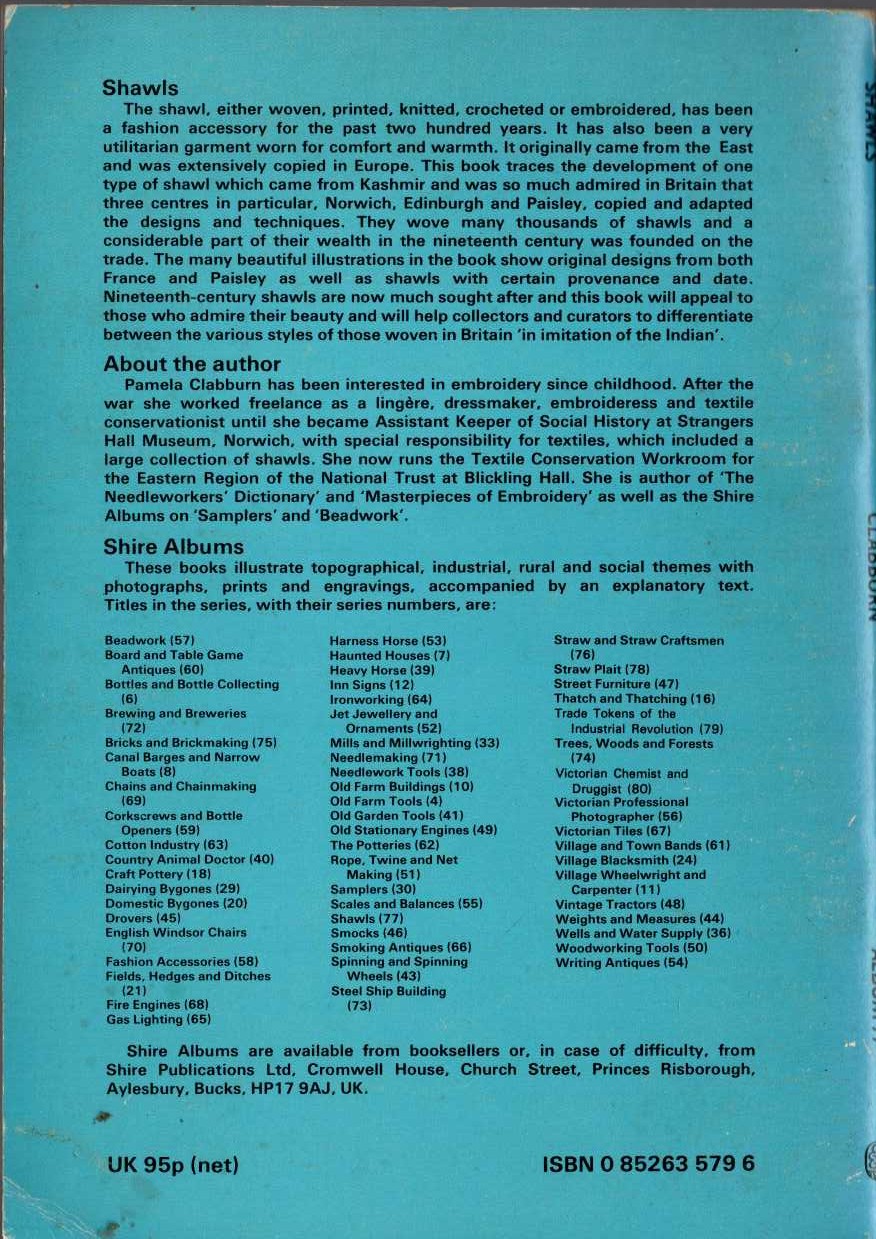 Shawls
The shawl, either woven, printed, knitted, crocheted or embroidered, has been
a fashion accessory for the past two hundred years. It has also been a very
utilitarian garment worn for comfort and warmth. It originally came from the East
and was extensively copied in Europe. This book traces the development of one
type of shawl which came from Kashmir and was so much admired in Britain that
three centres in particular, Norwich, Edinburgh and Paisley, copied and adapted
the designs and techniques. They wove many thousands of shawls and a
considerable part of their wealth in the nineteenth century was founded on the
trade. The many beautiful illustrations in the book show original designs from both
France and Paisley as well as shawls with certain provenance and date.
Nineteenth-century shawls are now much sought after and this book will appeal to
those who admire their beauty and will help collectors and curators to differentiate
between the various styles of those woven in Britain 'in imitation of the Indian'.
About the author
Pamela Clabburn has been interested in embroidery since childhood. After the
war she worked freelance as a lingère, dressmaker, embroideress and textile
conservationist until she became Assistant Keeper of Social History at Strangers
Hall Museum, Norwich, with special responsibility for textiles, which included a
large collection of shawls. She now runs the Textile Conservation Workroom for
the Eastern Region of the National Trust at Blickling Hall. She is author of 'The
Needleworkers' Dictionary' and 'Masterpieces of Embroidery' as well as the Shire
Albums on 'Samplers' and 'Beadwork'.
Shire Albums
These books illustrate topographical, industrial, rural and social themes with
photographs, prints and engravings, accompanied by an explanatory text.
Titles in the series, with their series numbers, are:
Beadwork (57)
Board and Table Game
Antiques (60)
Bottles and Bottle Collecting
(6)
Brewing and Breweries
(72)
Bricks and Brickmaking (75)
Canal Barges and Narrow
Boats (8)
Chains and Chainmaking
(69)
Corkscrews and Bottle
Openers (59)
Cotton Industry (63)
Country Animal Doctor (40)
Craft Pottery (18)
Dairying Bygones (29)
Domestic Bygones (20)
Drovers (45)
English Windsor Chairs
(70)
Fashion Accessories (58)
Fields, Hedges and Ditches
(21)
Fire Engines (68)
Gas Lighting (65)
Harness Horse (53)
Haunted Houses (7)
Heavy Horse (39)
Inn Signs (12)
Ironworking (64)
Jet Jewellery and
Ornaments (52)
Mills and Millwrighting (33)
Needlemaking (71)
Needlework Tools (38)
Old Farm Buildings (10)
Old Farm Tools (4)
Old Garden Tools (41)
Old Stationary Engines (49)
The Potteries (62)
Rope, Twine and Net
Making (51)
Samplers (30)
Scales and Balances (55)
Shawls (77)
Smocks (46)
Smoking Antiques (66)
Spinning and Spinning
Wheels (43)
Steel Ship Building
(73)
Straw and Straw Craftsmen
(76)
Straw Plait (78)
Street Furniture (47)
Thatch and Thatching (16)
Trade Tokens of the
Industrial Revolution (79)
Trees, Woods and Forests
(74)
Victorian Chemist and
Druggist (80)
Victorian Professional
Photographer (56)
Victorian Tiles (67)
Village and Town Bands (61)
Village Blacksmith (24)
Village Wheelwright and
Carpenter (11)
Vintage Tractors (48)
Weights and Measures (44)
Wells and Water Supply (36)
Woodworking Tools (50)
Writing Antiques (54)
Shire Albums are available from booksellers or, in case of difficulty, from
Shire Publications Ltd, Cromwell House, Church Street, Princes Risborough,
Aylesbury, Bucks, HP17 9AJ, UK.
UK 95p (net)
ISBN 0 85263 579 6
SHAWLS
CLABBURN